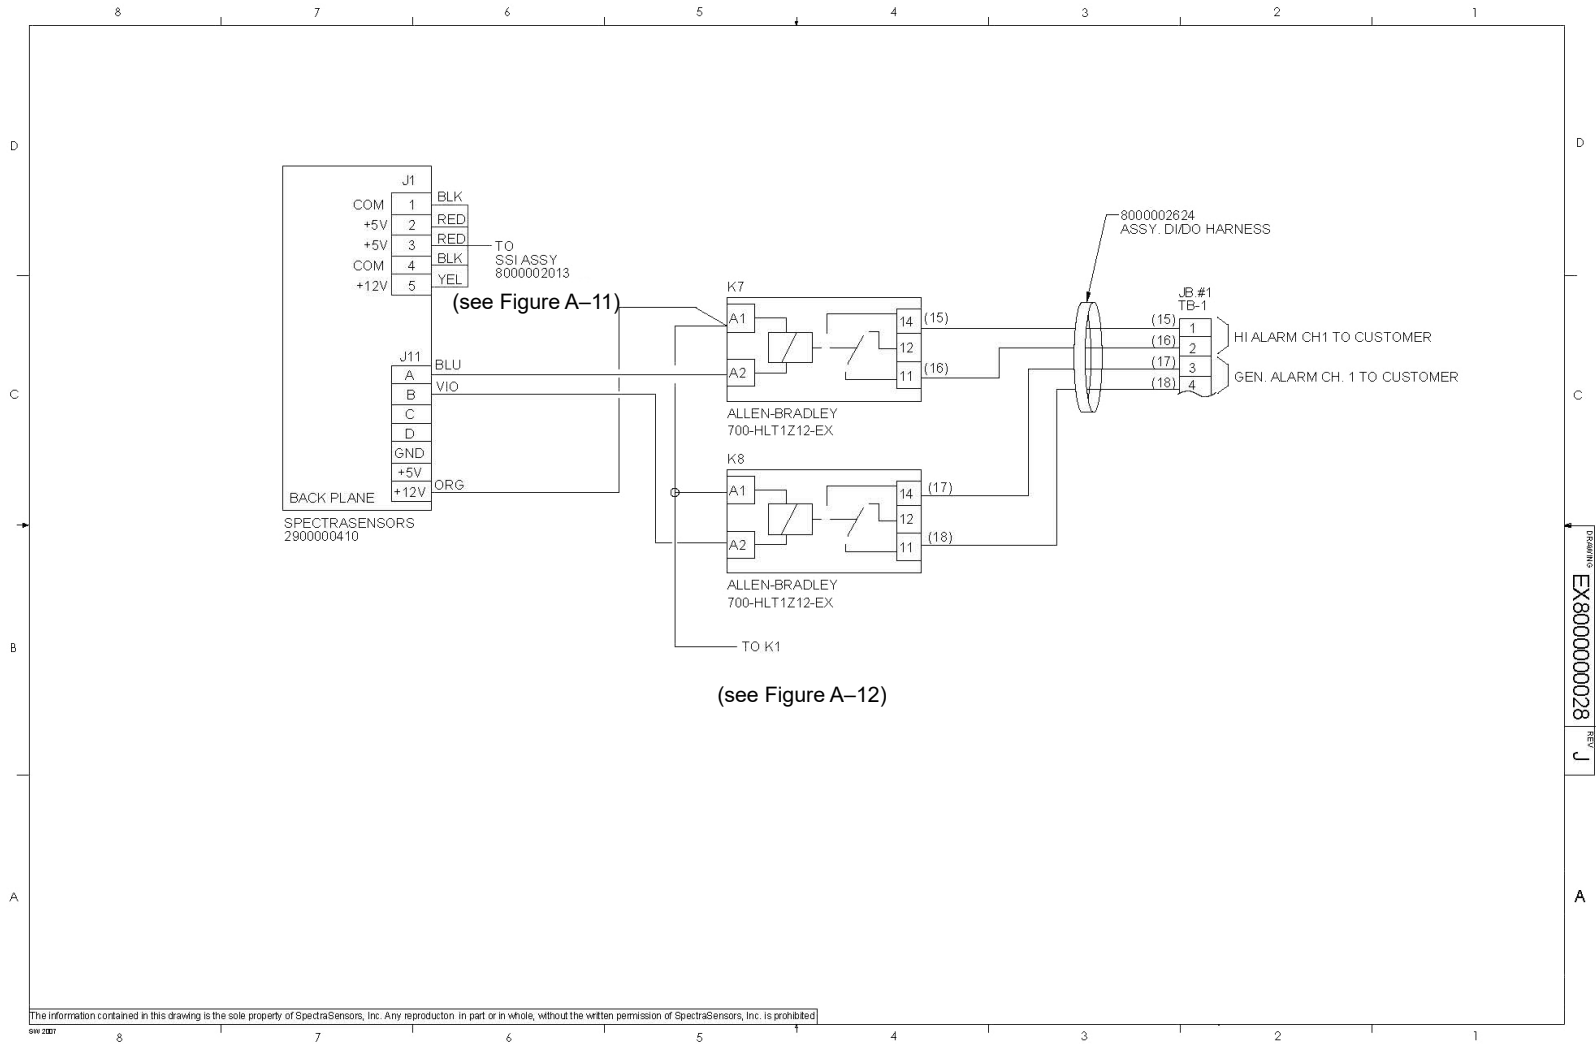 8 7 6 5 4 3 2 1
D D
J1
COM 1 BLK
+5V 2 RED
+5V 3 RED
COM 4 BLK
+12V 5 YEL
TO
SSI ASSY
8000002013
(see Figure A–11)
8000002624
ASSY. DI/DO HARNESS
K7
A1
A2
14 (15)
12
11 (16)
ALLEN-BRADLEY
700-HLT1Z12-EX
JB.#1
TB-1
(15) 1
(16) 2
(17) 3
(18) 4
HI ALARM CH1 TO CUSTOMER
GEN. ALARM CH. 1 TO CUSTOMER
C C
J11
A BLU
B VIO
C
D
GND
+5V
+12V ORG
BACK PLANE
SPECTRASENSORS
2900000410
K8
A1
A2
14 (17)
12
11 (18)
ALLEN-BRADLEY
700-HLT1Z12-EX
TO K1
(see Figure A–12)
B
DRAWING
EX8000000028
REV
J
A A
The information contained in this drawing is the sole property of SpectraSensors, Inc. Any reproducton in part or in whole, without the written permission of SpectraSensors, Inc. is prohibited
SW 2007
8 7 6 5 4 3 2 1